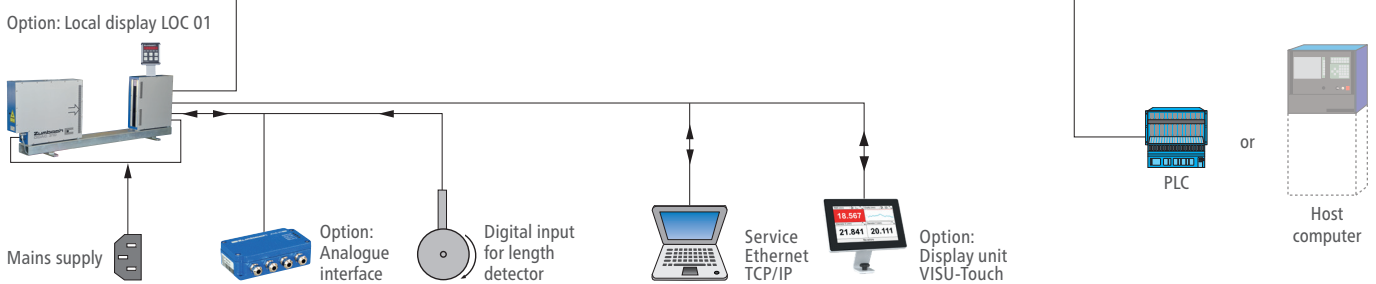 Option: Local display LOC 01
Zumbach
Mains supply
Option:
Analogue
interface
Digital input
for length
detector
Service
Ethernet
TCP/IP
18.567
21.841 20.111
Option:
Display unit
VISU-Touch
PLC
or
Host
computer